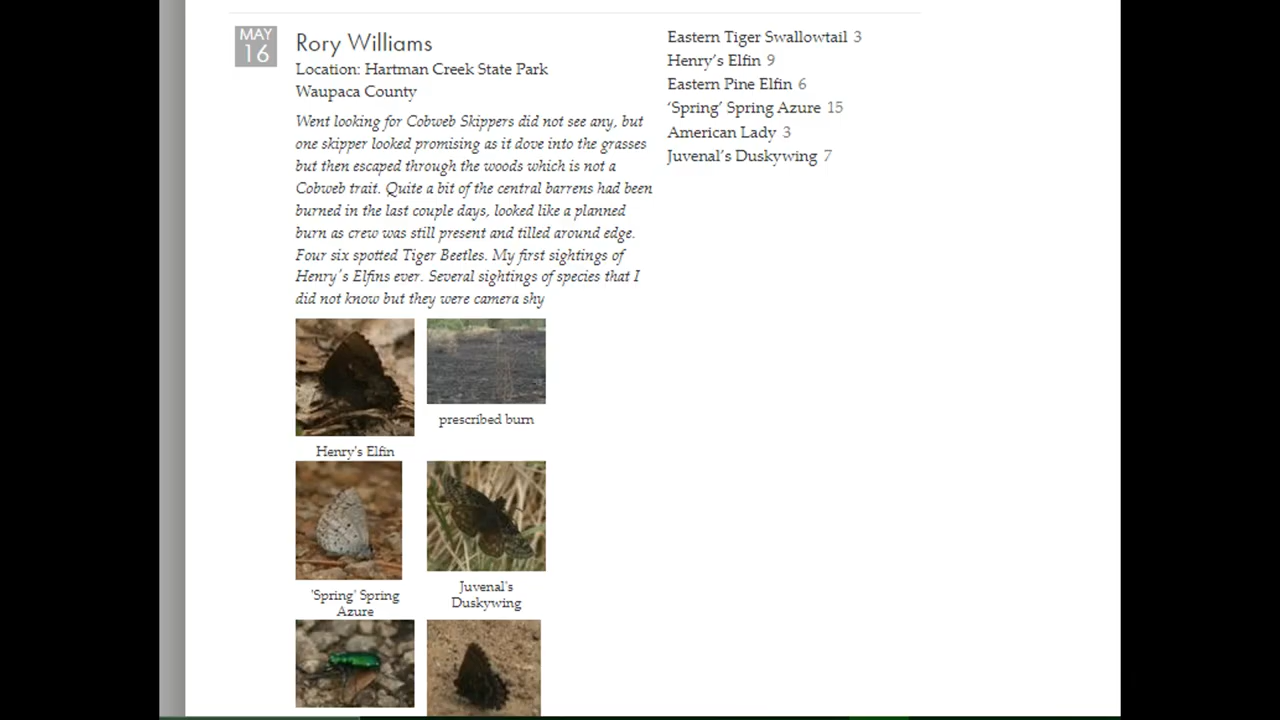 MAY
16
Rory Williams
Location: Hartman Creek State Park
Waupaca County
Went looking for Cobweb Skippers did not see any, but
one skipper looked promising as it dove into the grasses
but then escaped through the woods which is not a
Cobweb trait. Quite a bit of the central barrens had been
burned in the last couple days, looked like a planned
burn as crew was still present and tilled around edge.
Four six spotted Tiger Beetles. My first sightings of
Henry's Elfins ever. Several sightings of species that I
did not know but they were camera shy
Henry's Elfin
prescribed burn
'Spring' Spring
Azure
Juvenal's
Duskywing
Eastern Tiger Swallowtail 3
Henry’s Elfin 9
Eastern Pine Elfin 6
‘Spring’ Spring Azure 15
American Lady 3
Juvenal’s Duskywing 7